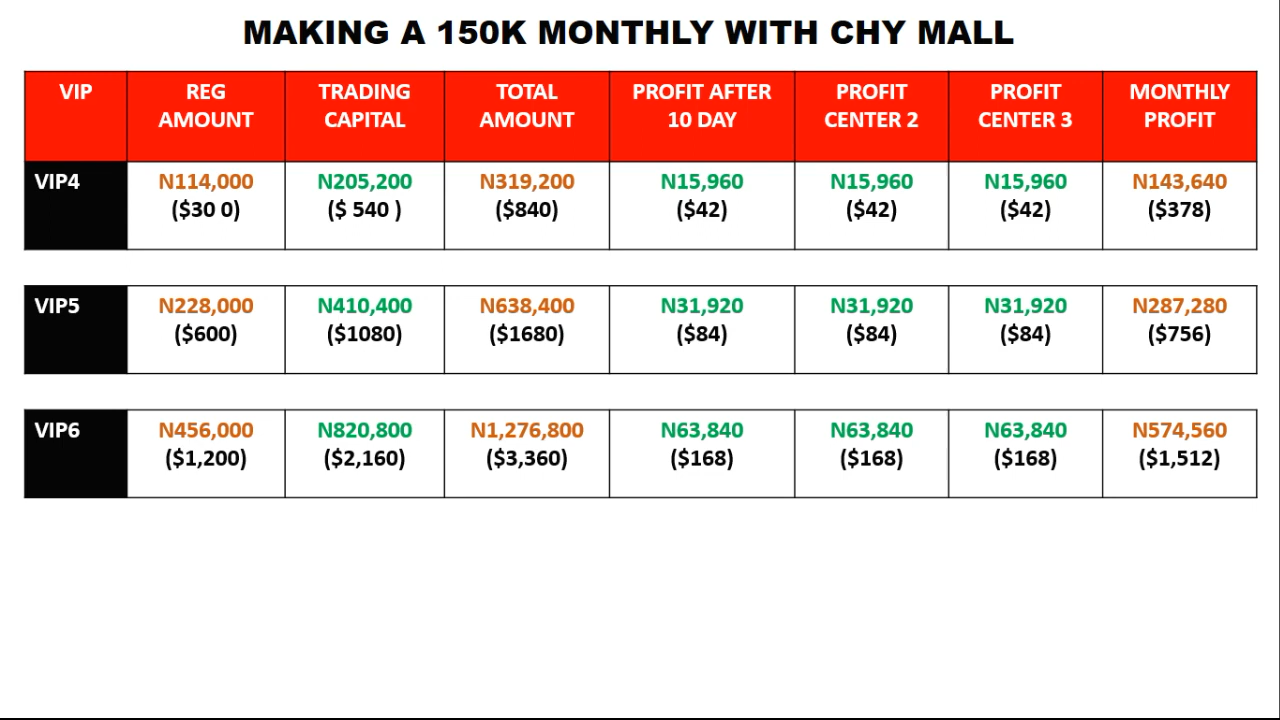 MAKING A 150K MONTHLY WITH CHY MALL
VIP
REG
AMOUNT
TRADING
CAPITAL
TOTAL
AMOUNT
PROFIT AFTER
10 DAY
PROFIT
CENTER 2
PROFIT
CENTER 3
MONTHLY
PROFIT
VIP4
N114,000
($30 0)
N205,200
($ 540 )
N319,200
($840)
N15,960
($42)
N15,960
($42)
N15,960
($42)
N143,640
($378)
VIP5
N228,000
($600)
N410,400
($1080)
N638,400
($1680)
N31,920
($84)
N31,920
($84)
N31,920
($84)
N287,280
($756)
VIP6
N456,000
($1,200)
N820,800
($2,160)
N1,276,800
($3,360)
N63,840
($168)
N63,840
($168)
N63,840
($168)
N574,560
($1,512)